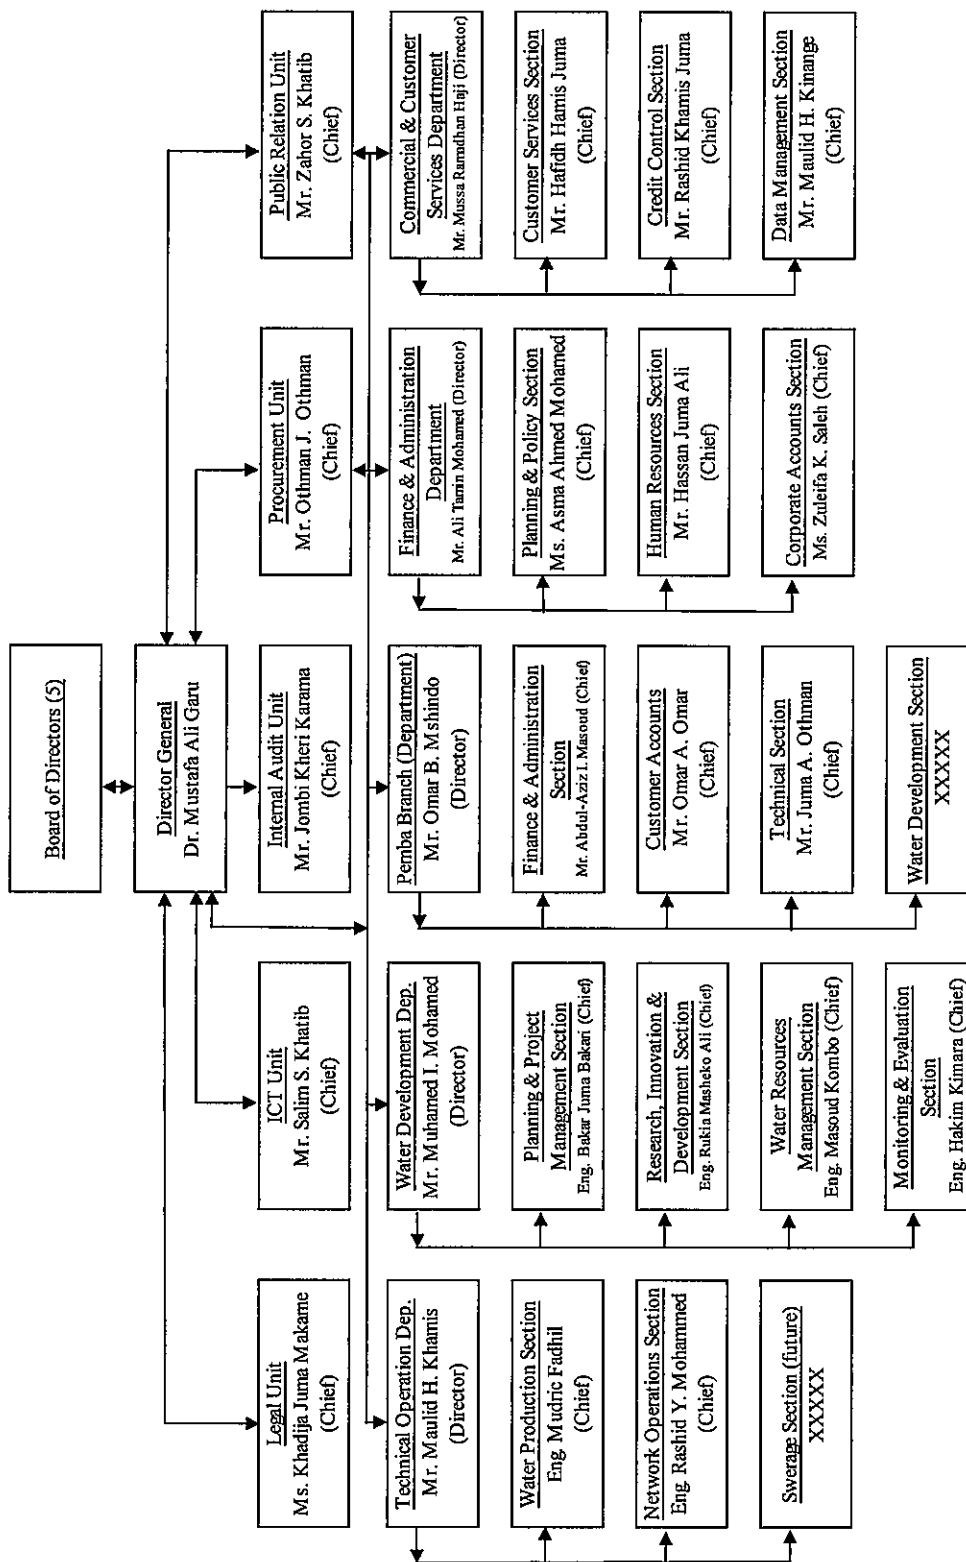 Board of Directors (5)
Director General
Dr. Mustafa Ali Garu
Legal Unit
Ms. Khadija Juma Makame
(Chief)
ICT Unit
Mr. Salim S. Khatib
(Chief)
Internal Audit Unit
Mr. Jombi Kheri Karama
(Chief)
Procurement Unit
Mr. Othman J. Othman
(Chief)
Public Relation Unit
Mr. Zahor S. Khatib
(Chief)
Technical Operation Dep.
Mr. Maulid H. Khamis
(Director)
Water Development Dep.
Mr. Muhamed I. Mohamed
(Director)
Pemba Branch (Department)
Mr. Omar B. Mshindo
(Director)
Finance & Administration
Department
Mr. Ali Tamin Mohamed (Director)
Commercial & Customer
Services Department
Mr. Mussa Ramadhan Haji (Director)
Water Production Section
Eng. Mudric Fadhil
(Chief)
Planning & Project
Management Section
Eng. Bakar Juma Bakari (Chief)
Finance & Administration
Section
Mr. Abdul-Aziz I. Masoud (Chief)
Planning & Policy Section
Ms. Asma Ahmed Mohamed
(Chief)
Customer Services Section
Mr. Hafidh Hamis Juma
(Chief)
Network Operations Section
Eng. Rashid Y. Mohammed
(Chief)
Research, Innovation &
Development Section
Eng. Rukia Masheko Ali (Chief)
Customer Accounts
Mr. Omar A. Omar
(Chief)
Human Resources Section
Mr. Hassan Juma Ali
(Chief)
Credit Control Section
Mr. Rashid Khamis Juma
(Chief)
Swerage Section (future)
XXXXX
Water Resources
Management Section
Eng. Masoud Kombo (Chief)
Technical Section
Mr. Juma A. Othman
(Chief)
Corporate Accounts Section
Ms. Zuleifa K. Saleh (Chief)
Data Management Section
Mr. Maulid H. Kinange
(Chief)
Monitoring & Evaluation
Section
Eng. Hakim Kimara (Chief)
Water Development Section
XXXXX